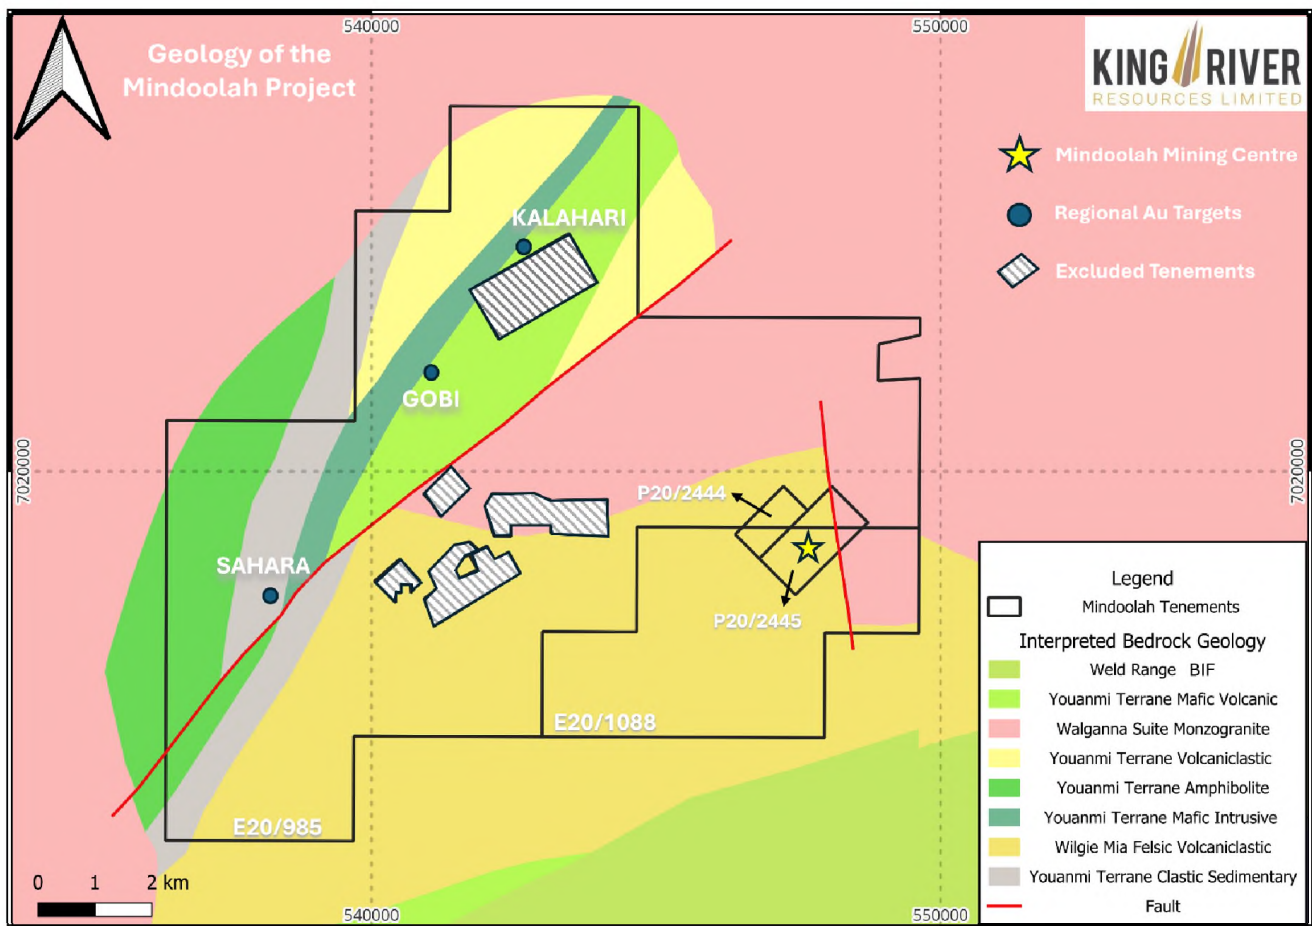 540000
550000
Geology of the
Mindoolah Project
KING RIVER
RESOURCES LIMITED
Mindoolah Mining Centre
Regional Au Targets
Excluded Tenements
KALAHARI
GOBI
7020000
7020000
P20/2444
SAHARA
P20/2445
E20/1088
E20/985
Legend
Mindoolah Tenements
Interpreted Bedrock Geology
Weld Range BIF
Youanmi Terrane Mafic Volcanic
Walganna Suite Monzogranite
Youanmi Terrane Volcaniclastic
Youanmi Terrane Amphibolite
Youanmi Terrane Mafic Intrusive
Wilgie Mia Felsic Volcaniclastic
Youanmi Terrane Clastic Sedimentary
Fault
0 1 2 km
540000
550000